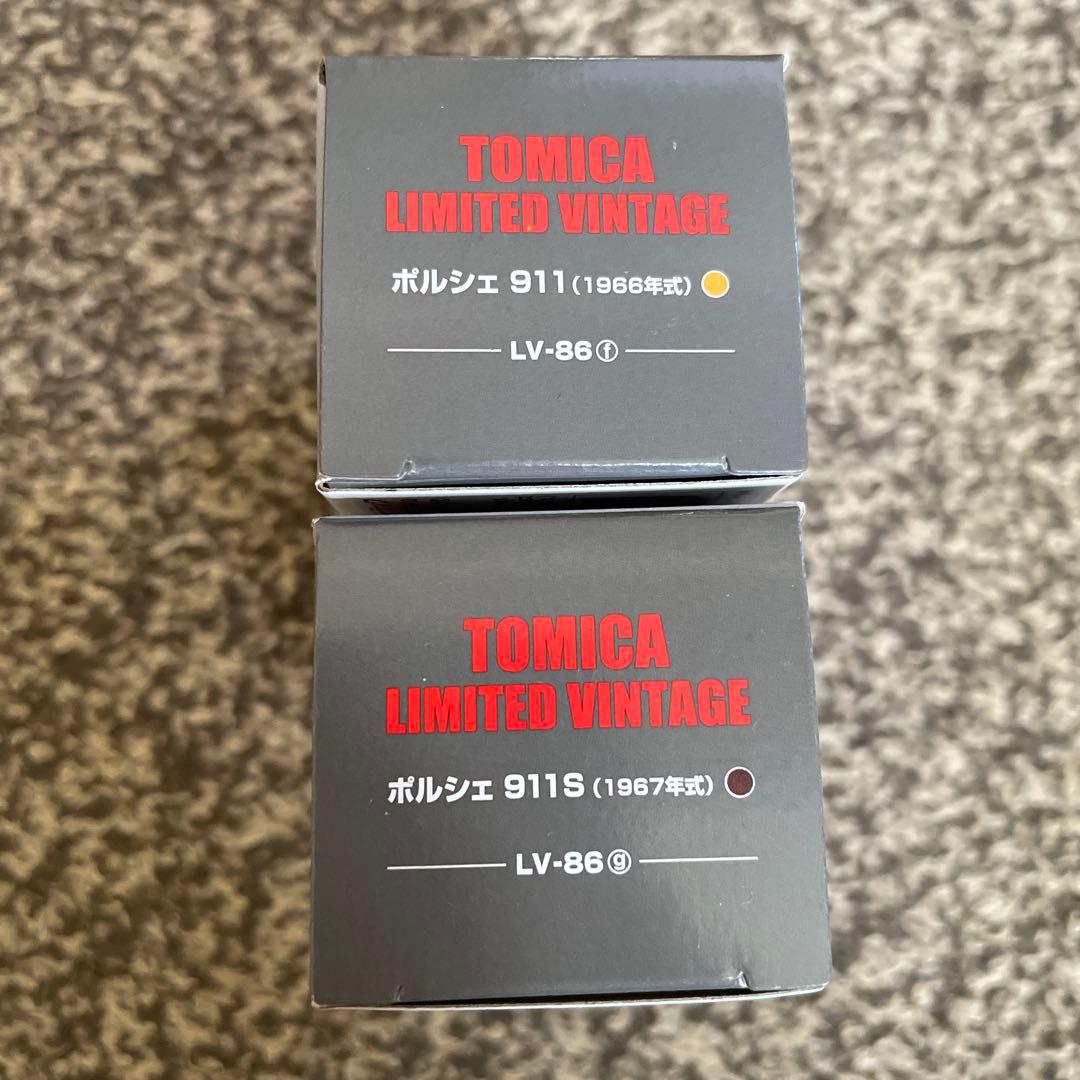 TOMICA
LIMITED VINTAGE
ポルシェ 911（1966年式）
LV-86ⓕ
TOMICA
LIMITED VINTAGE
ポルシェ 911S（1967年式）
LV-86ⓖ